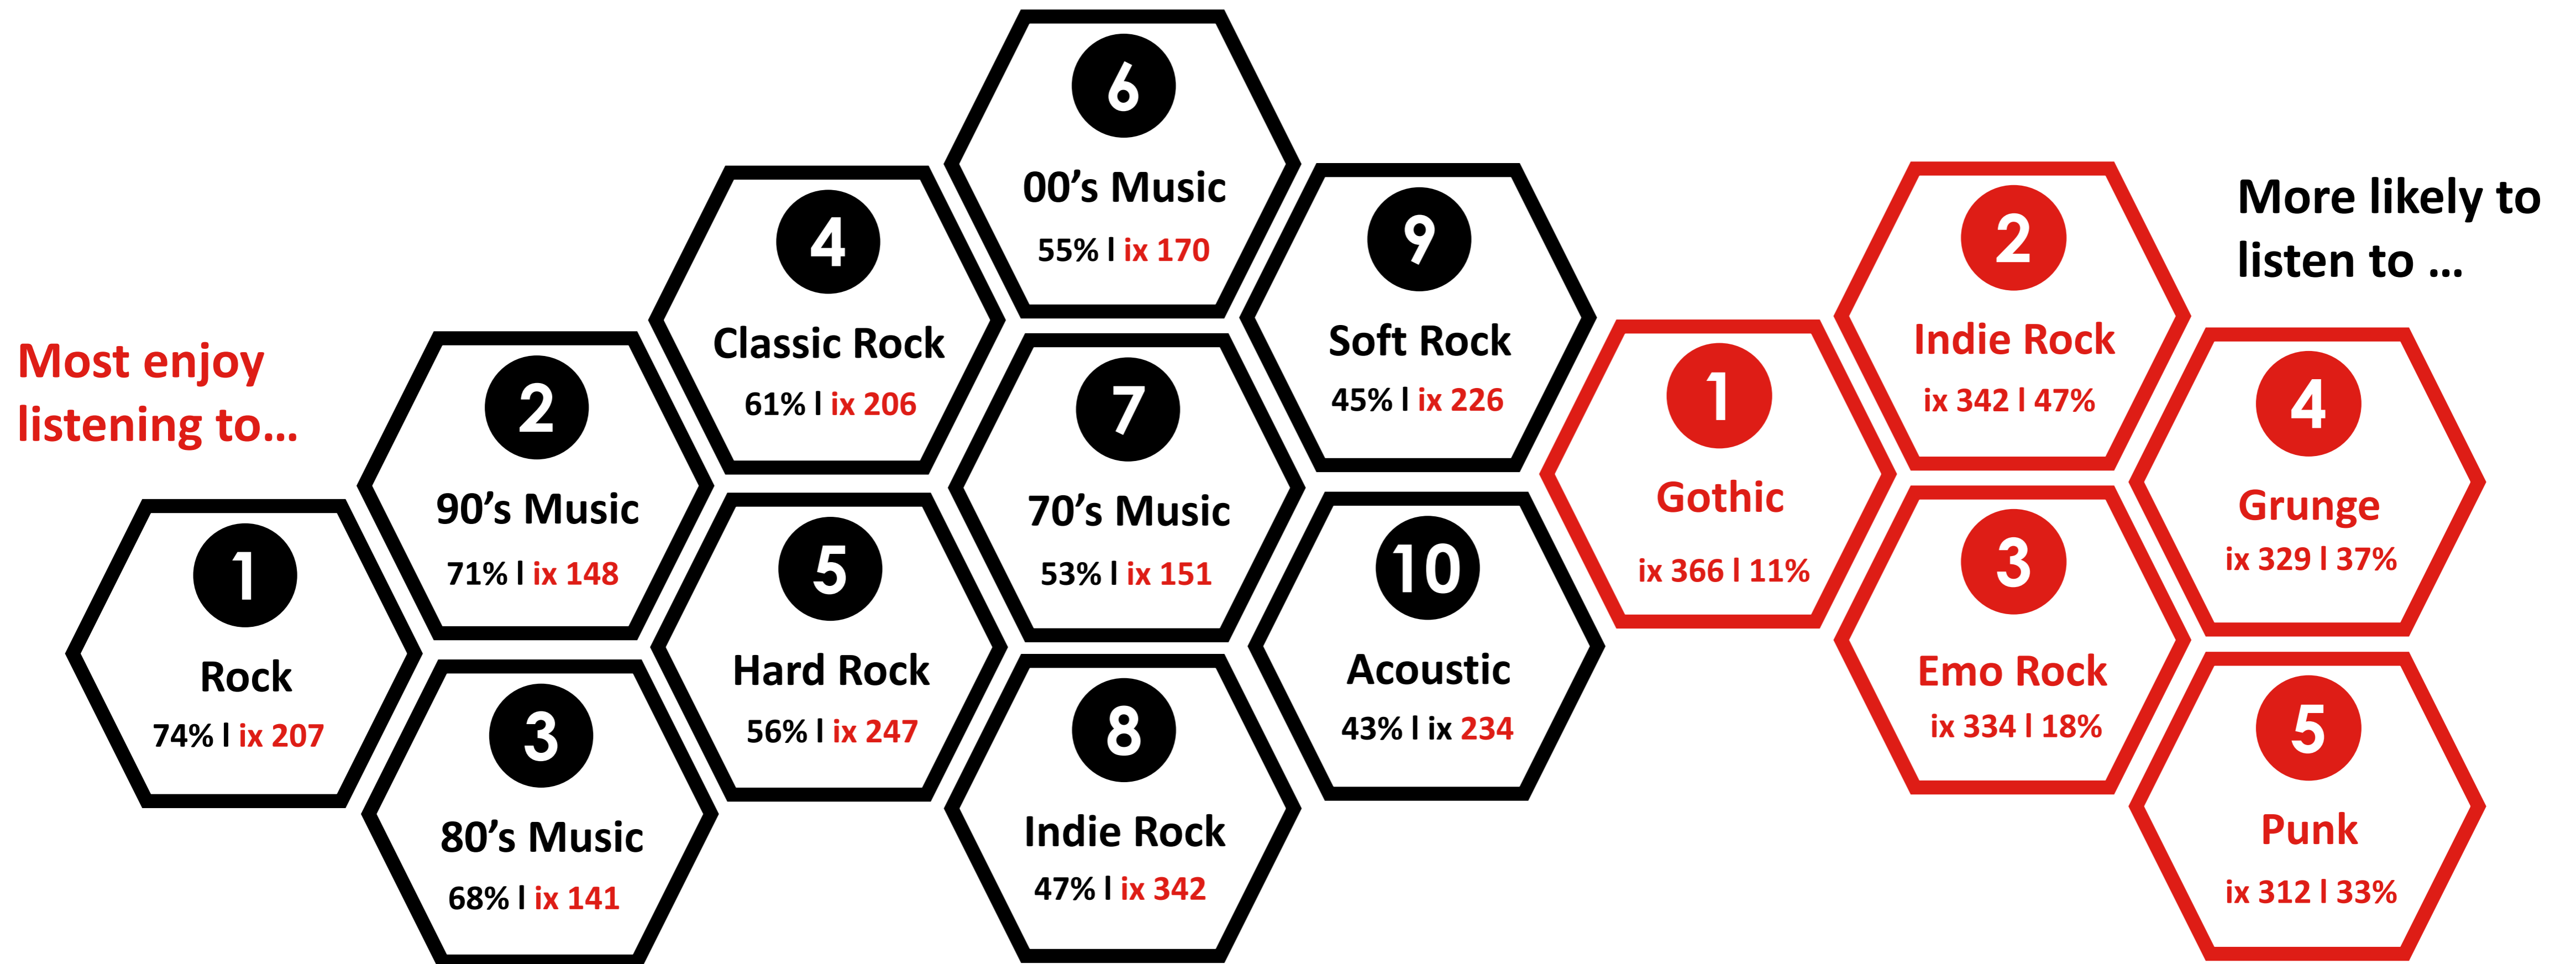 Most enjoy
listening to...
1
Rock
74% l ix 207
2
90’s Music
71% l ix 148
3
80’s Music
68% l ix 141
4
Classic Rock
61% l ix 206
5
Hard Rock
56% l ix 247
6
00’s Music
55% l ix 170
7
70’s Music
53% l ix 151
8
Indie Rock
47% l ix 342
9
Soft Rock
45% l ix 226
10
Acoustic
43% l ix 234
More likely to
listen to ...
1
Gothic
ix 366 l 11%
2
Indie Rock
ix 342 l 47%
3
Emo Rock
ix 334 l 18%
4
Grunge
ix 329 l 37%
5
Punk
ix 312 l 33%